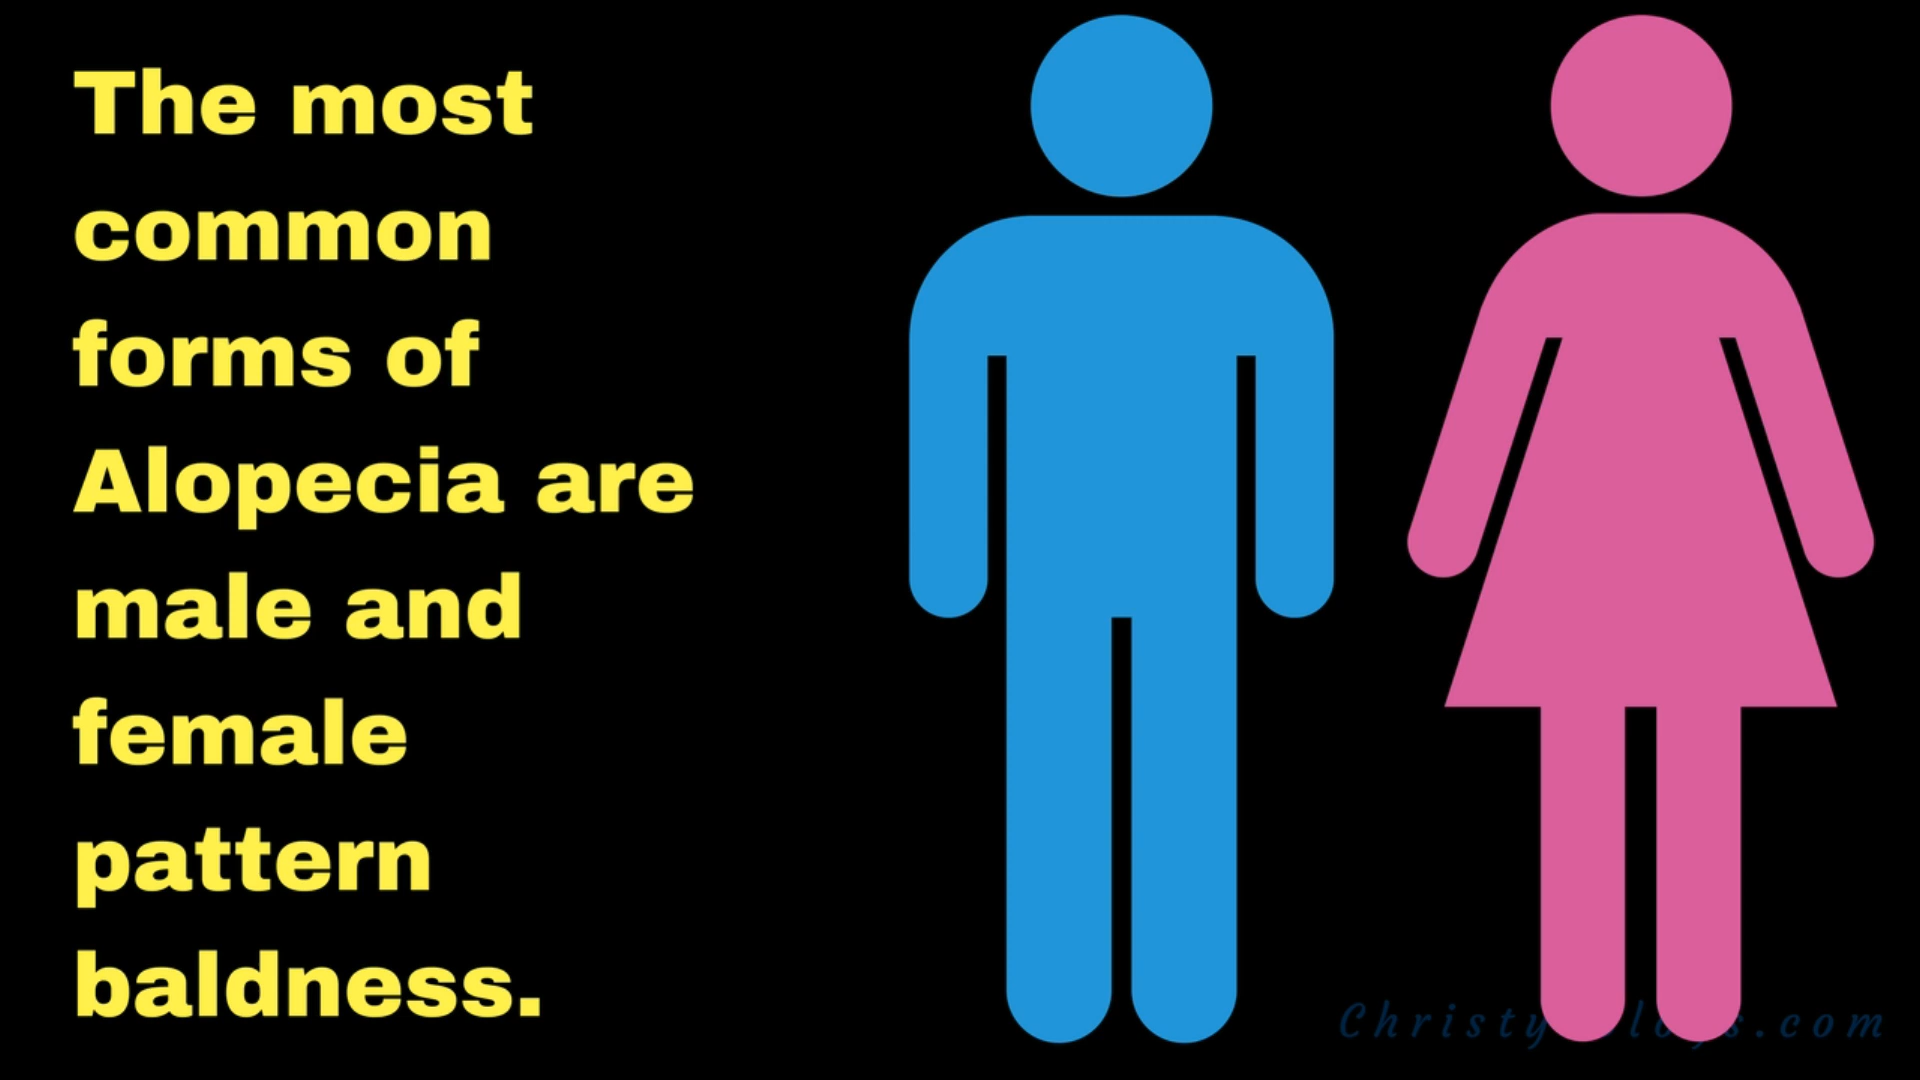 The most
common
forms of
Alopecia are
male and
female
pattern
baldness.